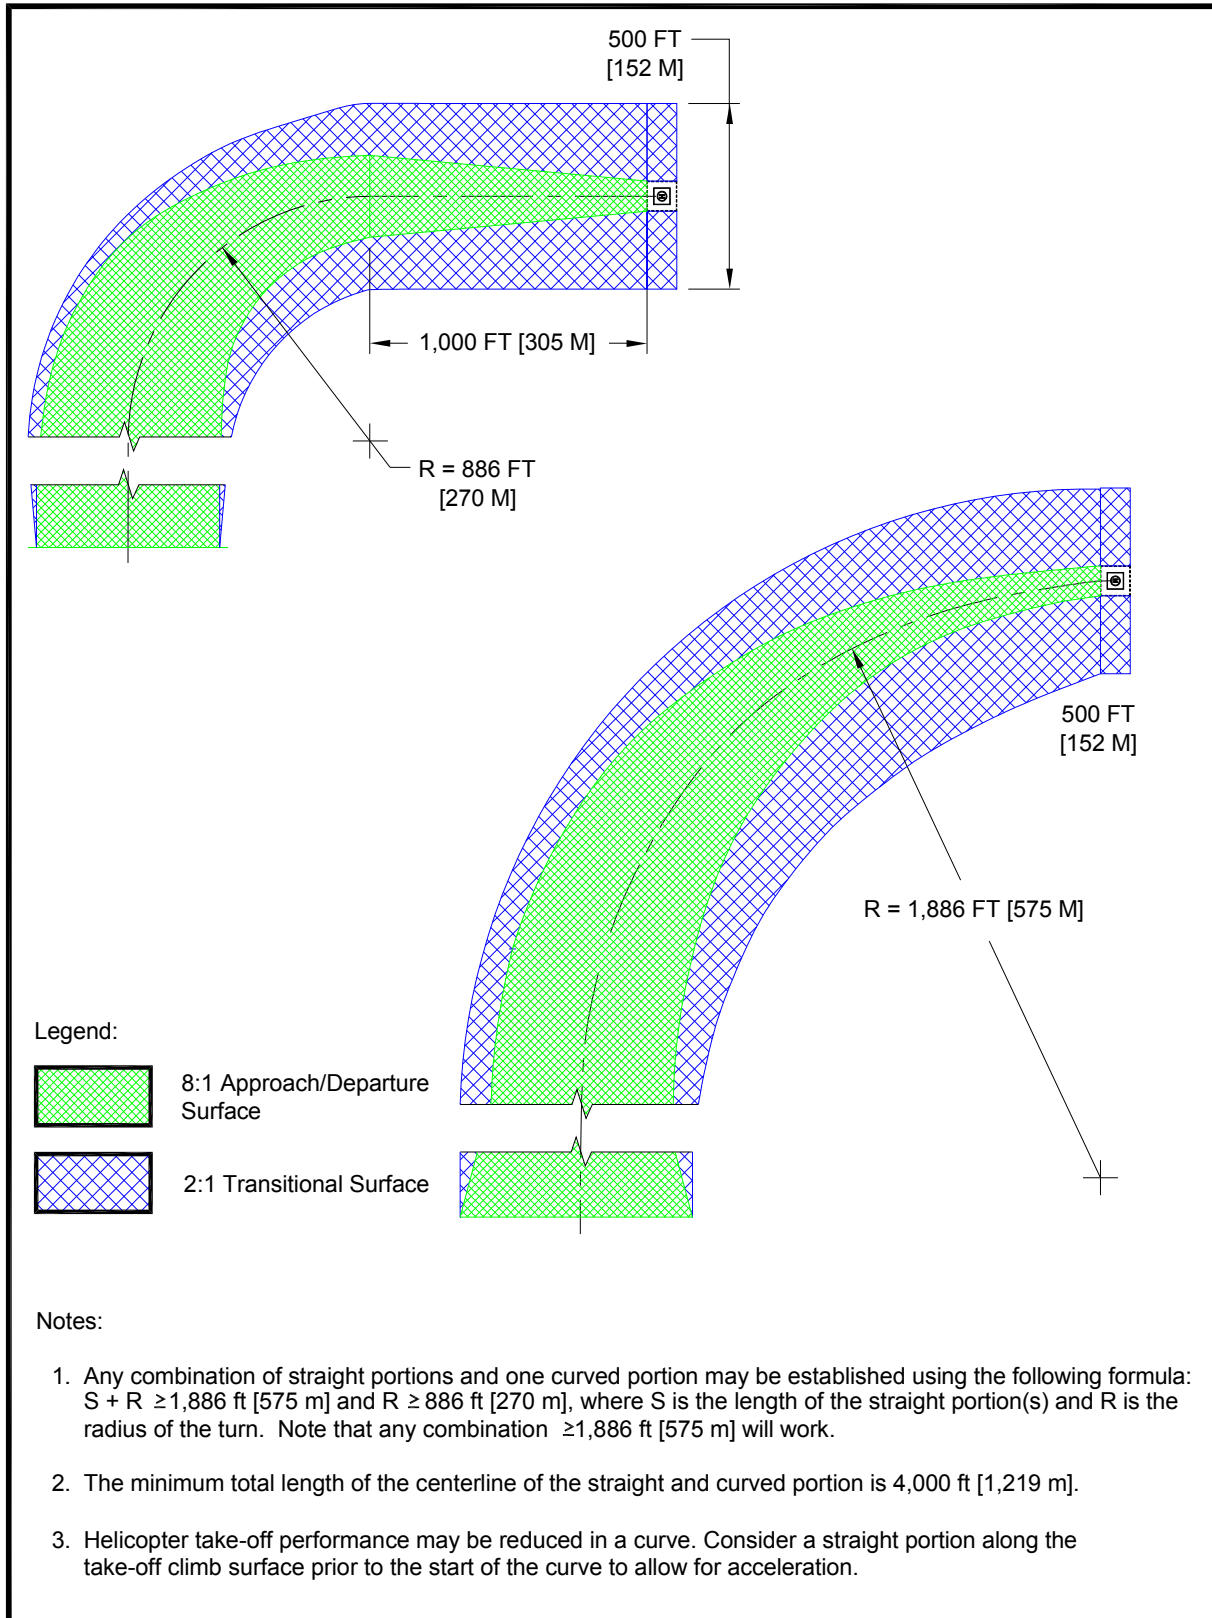 500 FT
[152 M]
1,000 FT [305 M]
R = 886 FT
[270 M]
H
H
500 FT
[152 M]
R = 1,886 FT [575 M]
Legend:
8:1 Approach/Departure
Surface
2:1 Transitional Surface
Notes:
1. Any combination of straight portions and one curved portion may be established using the following formula:
S + R ≥1,886 ft [575 m] and R ≥ 886 ft [270 m], where S is the length of the straight portion(s) and R is the
radius of the turn. Note that any combination ≥1,886 ft [575 m] will work.
2. The minimum total length of the centerline of the straight and curved portion is 4,000 ft [1,219 m].
3. Helicopter take-off performance may be reduced in a curve. Consider a straight portion along the
take-off climb surface prior to the start of the curve to allow for acceleration.